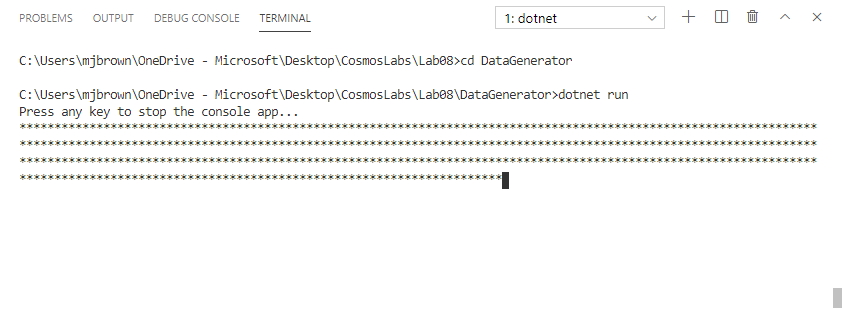 PROBLEMS OUTPUT DEBUG CONSOLE TERMINAL 1: dotnet
C:\Users\mjbrown\OneDrive - Microsoft\Desktop\CosmosLabs\Lab08>cd DataGenerator
C:\Users\mjbrown\OneDrive - Microsoft\Desktop\CosmosLabs\Lab08\DataGenerator>dotnet run
Press any key to stop the console app...
******************************************************************************************************************
******************************************************************************************************************
******************************************************************************************************************
*********************************************************************